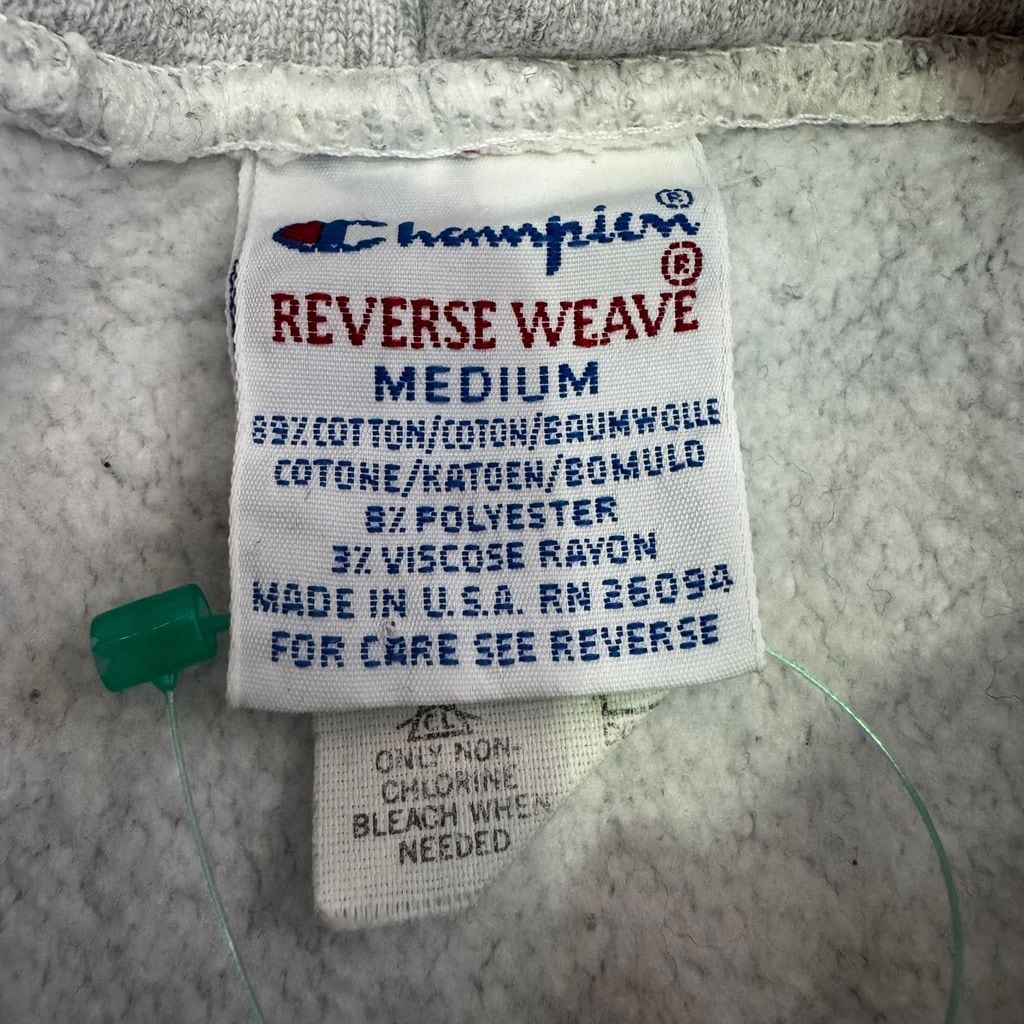 Champion®
REVERSE WEAVE®
MEDIUM
89% COTTON/COTON/BAUMWOLLE
COTONE/KATOEN/BOMULD
8% POLYESTER
3% VISCOSE RAYON
MADE IN U.S.A. RN 26094
FOR CARE SEE REVERSE
CL
ONLY NON-
CHLORINE
BLEACH WHEN
NEEDED